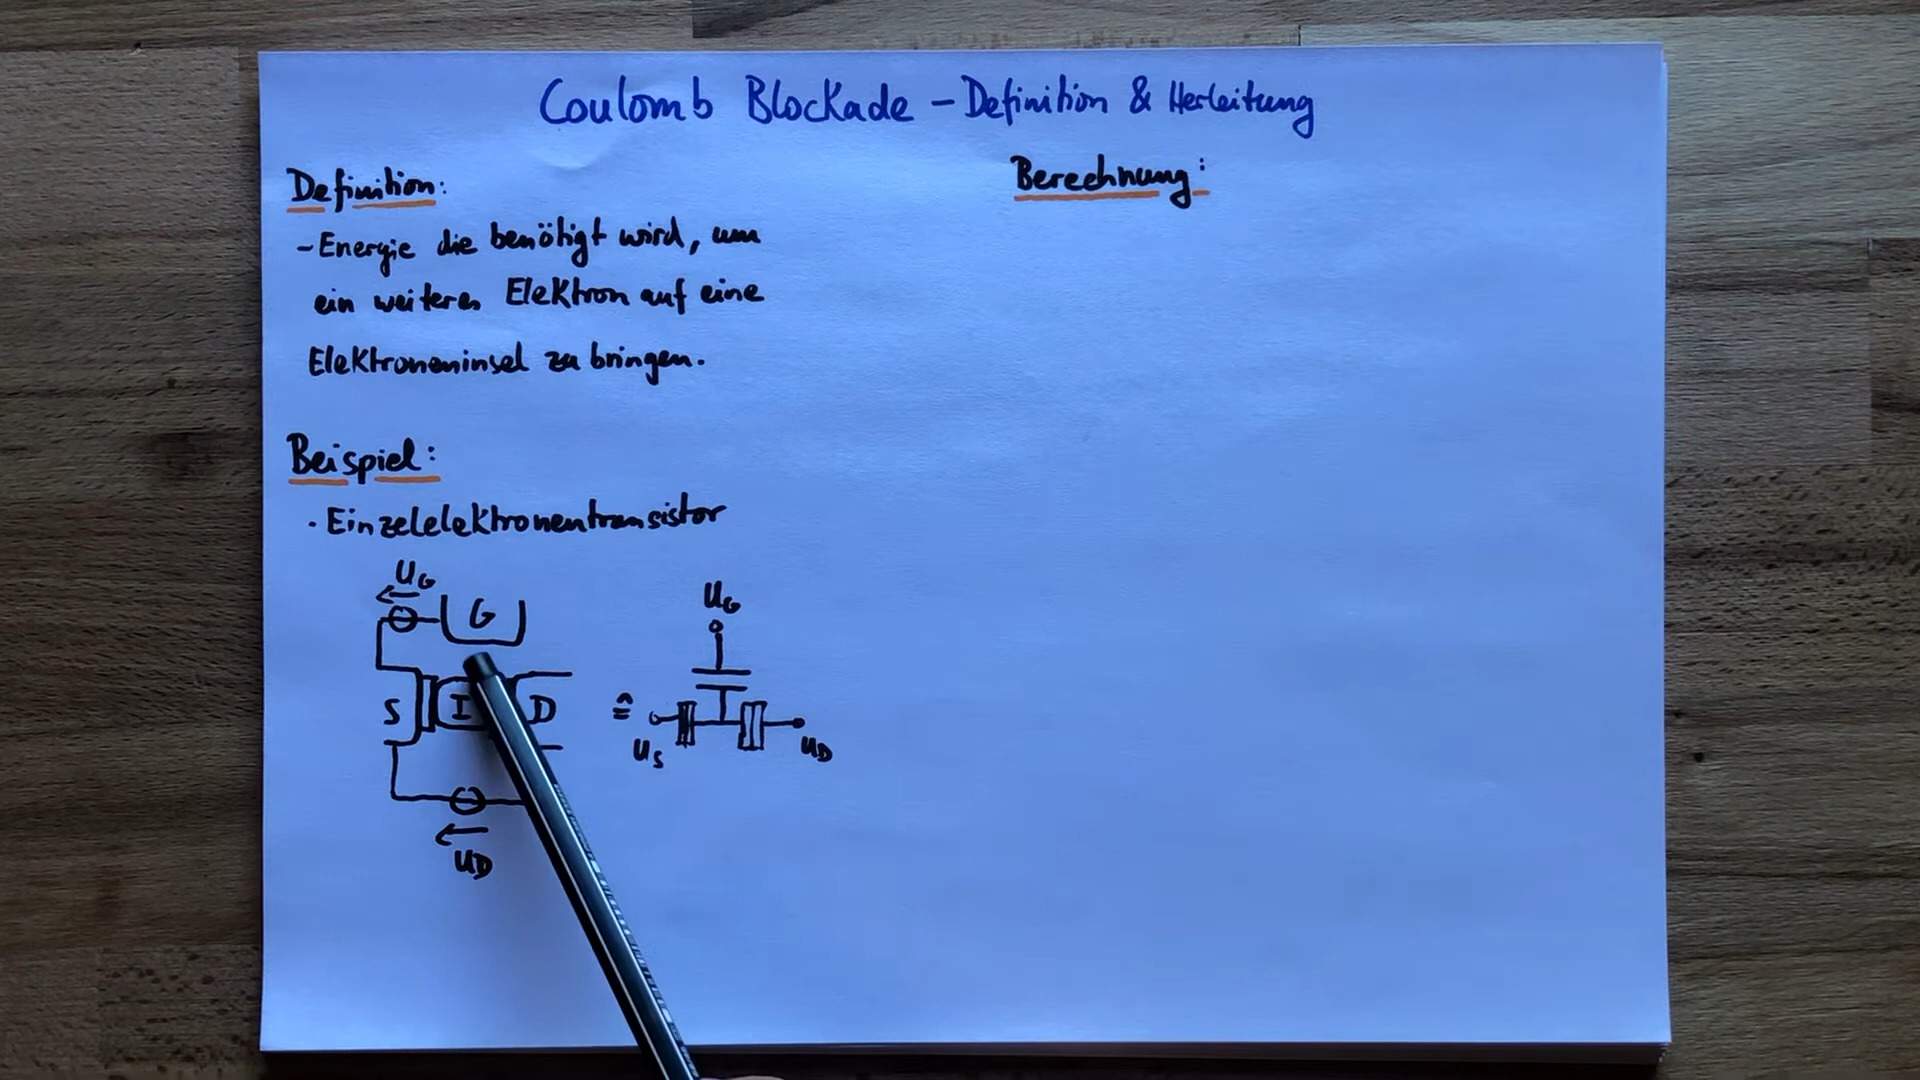 Coulomb Blockade - Definition & Herleitung
Definition:
- Energie die benötigt wird, um
ein weiteres Elektron auf eine
Elektroneninsel zu bringen.
Beispiel:
· Einzelelektronentransistor
UG
G
S I D
UD
≙
UG
US UD
Berechnung: